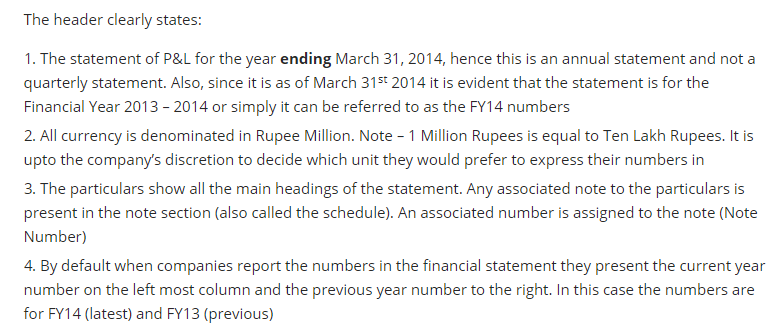 The header clearly states:
1. The statement of P&L for the year ending March 31, 2014, hence this is an annual statement and not a
quarterly statement. Also, since it is as of March 31st 2014 it is evident that the statement is for the
Financial Year 2013 – 2014 or simply it can be referred to as the FY14 numbers
2. All currency is denominated in Rupee Million. Note – 1 Million Rupees is equal to Ten Lakh Rupees. It is
upto the company's discretion to decide which unit they would prefer to express their numbers in
3. The particulars show all the main headings of the statement. Any associated note to the particulars is
present in the note section (also called the schedule). An associated number is assigned to the note (Note
Number)
4. By default when companies report the numbers in the financial statement they present the current year
number on the left most column and the previous year number to the right. In this case the numbers are
for FY14 (latest) and FY13 (previous)